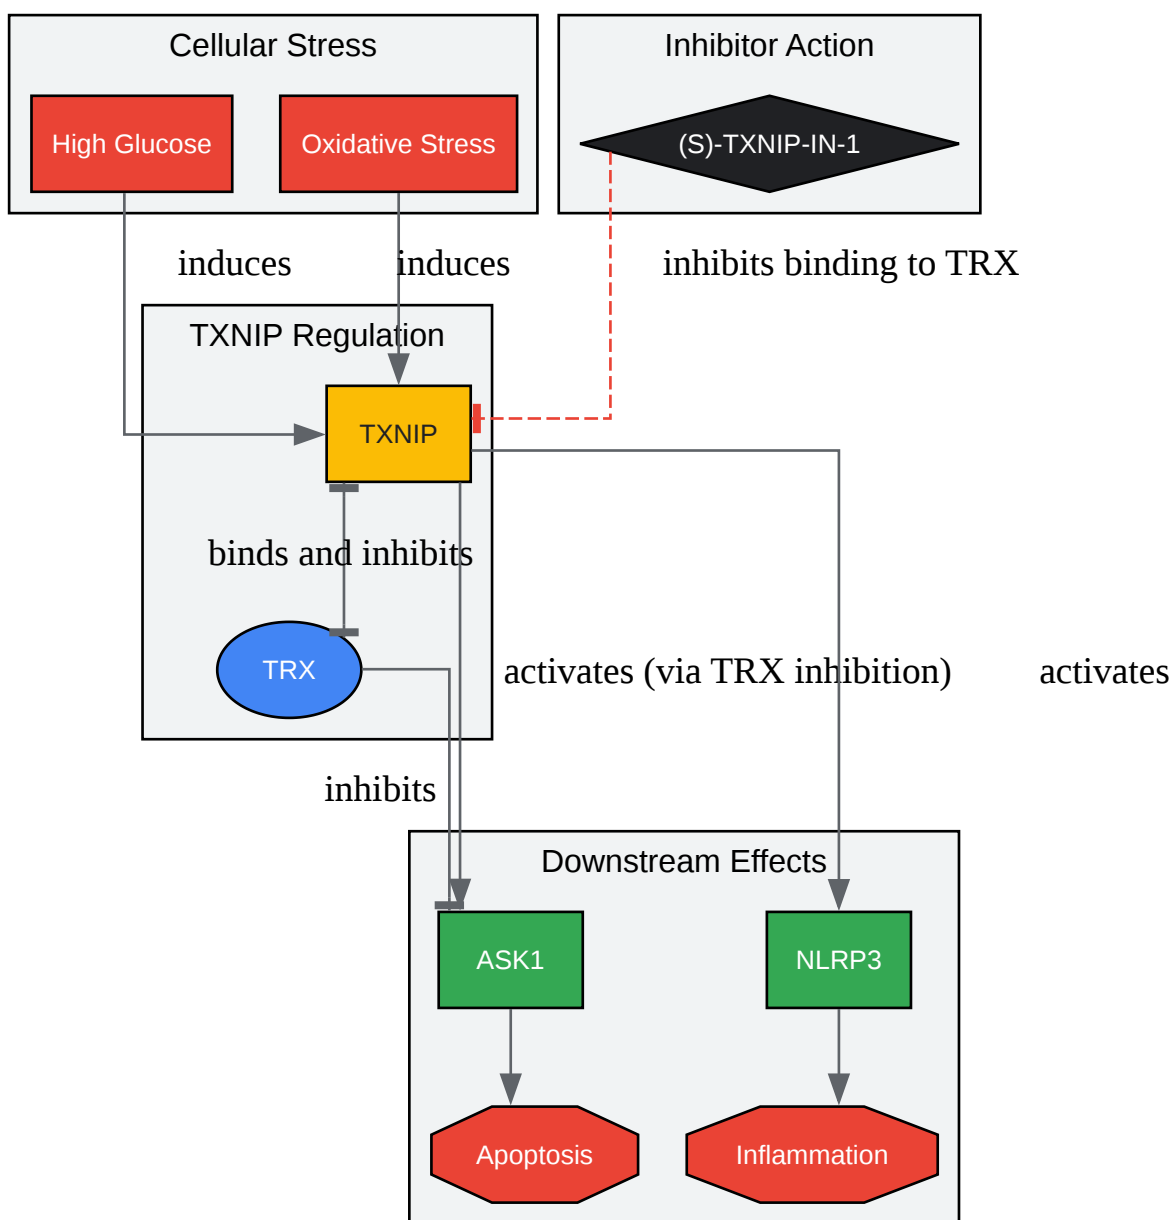 Cellular Stress
Inhibitor Action
High Glucose
Oxidative Stress
(S)-TXNIP-IN-1
induces
induces
inhibits binding to TRX
TXNIP Regulation
TXNIP
binds and inhibits
TRX
activates (via TRX inhibition)
activates
inhibits
Downstream Effects
ASK1
NLRP3
Apoptosis
Inflammation